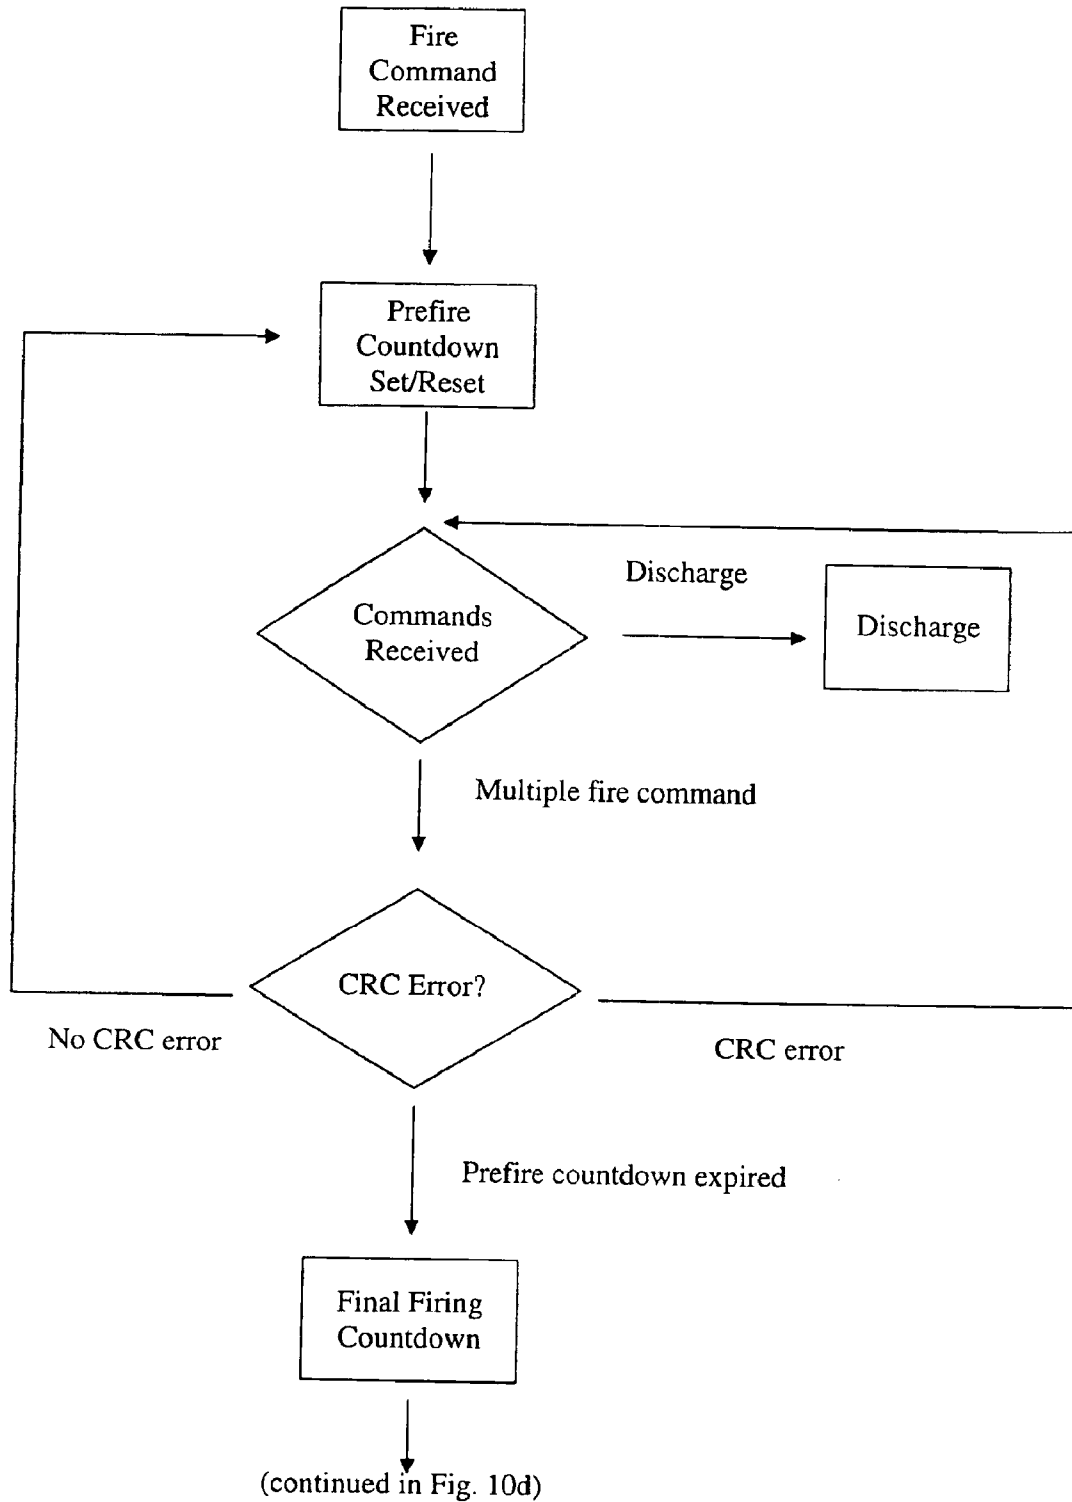 Fire
Command
Received
Prefire
Countdown
Set/Reset
Discharge
Commands
Received
Discharge
Multiple fire command
CRC Error?
No CRC error
CRC error
Prefire countdown expired
Final Firing
Countdown
(continued in Fig. 10d)